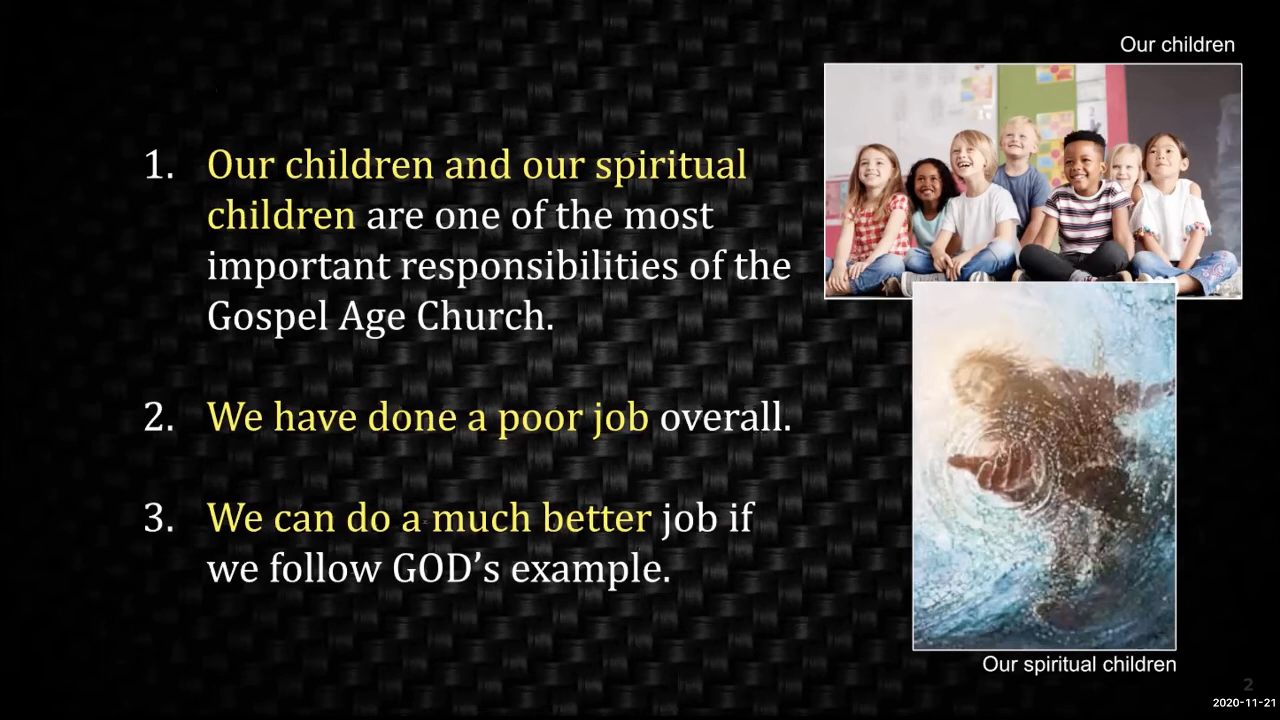 Our children
1. Our children and our spiritual
children are one of the most
important responsibilities of the
Gospel Age Church.
2. We have done a poor job overall.
3. We can do a much better job if
we follow GOD’s example.
Our spiritual children
2
2020-11-21